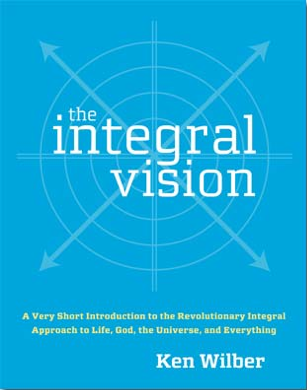 the
integral
vision
A Very Short Introduction to the Revolutionary Integral
Approach to Life, God, the Universe, and Everything
Ken Wilber